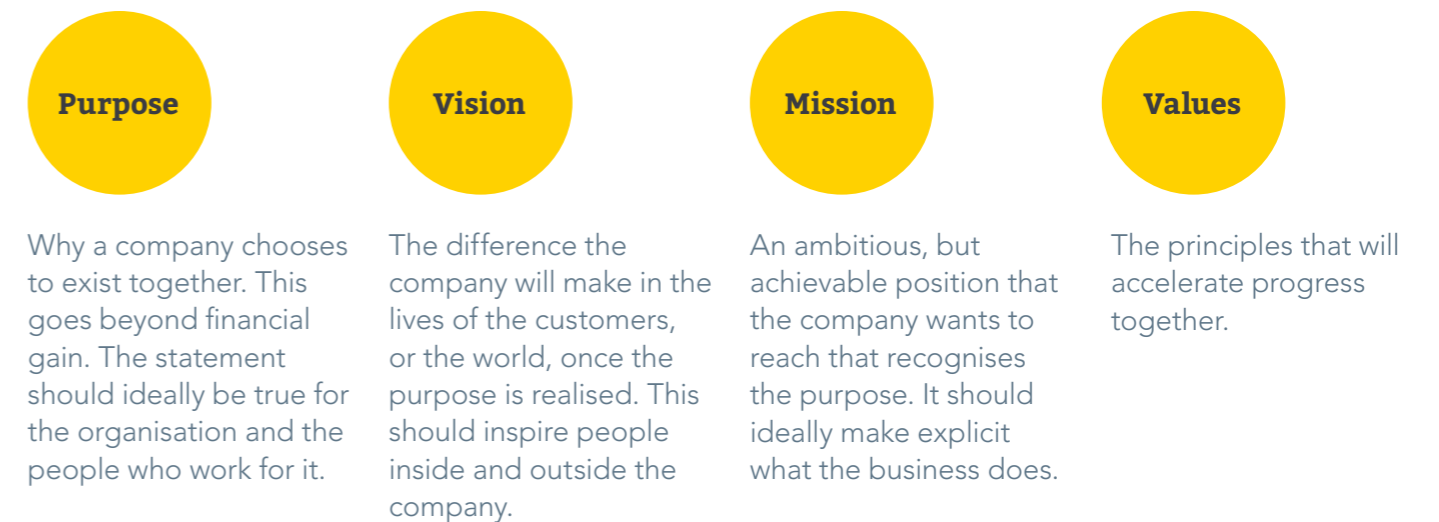 Purpose
Why a company chooses
to exist together. This
goes beyond financial
gain. The statement
should ideally be true for
the organisation and the
people who work for it.
Vision
The difference the
company will make in the
lives of the customers,
or the world, once the
purpose is realised. This
should inspire people
inside and outside the
company.
Mission
An ambitious, but
achievable position that
the company wants to
reach that recognises
the purpose. It should
ideally make explicit
what the business does.
Values
The principles that will
accelerate progress
together.